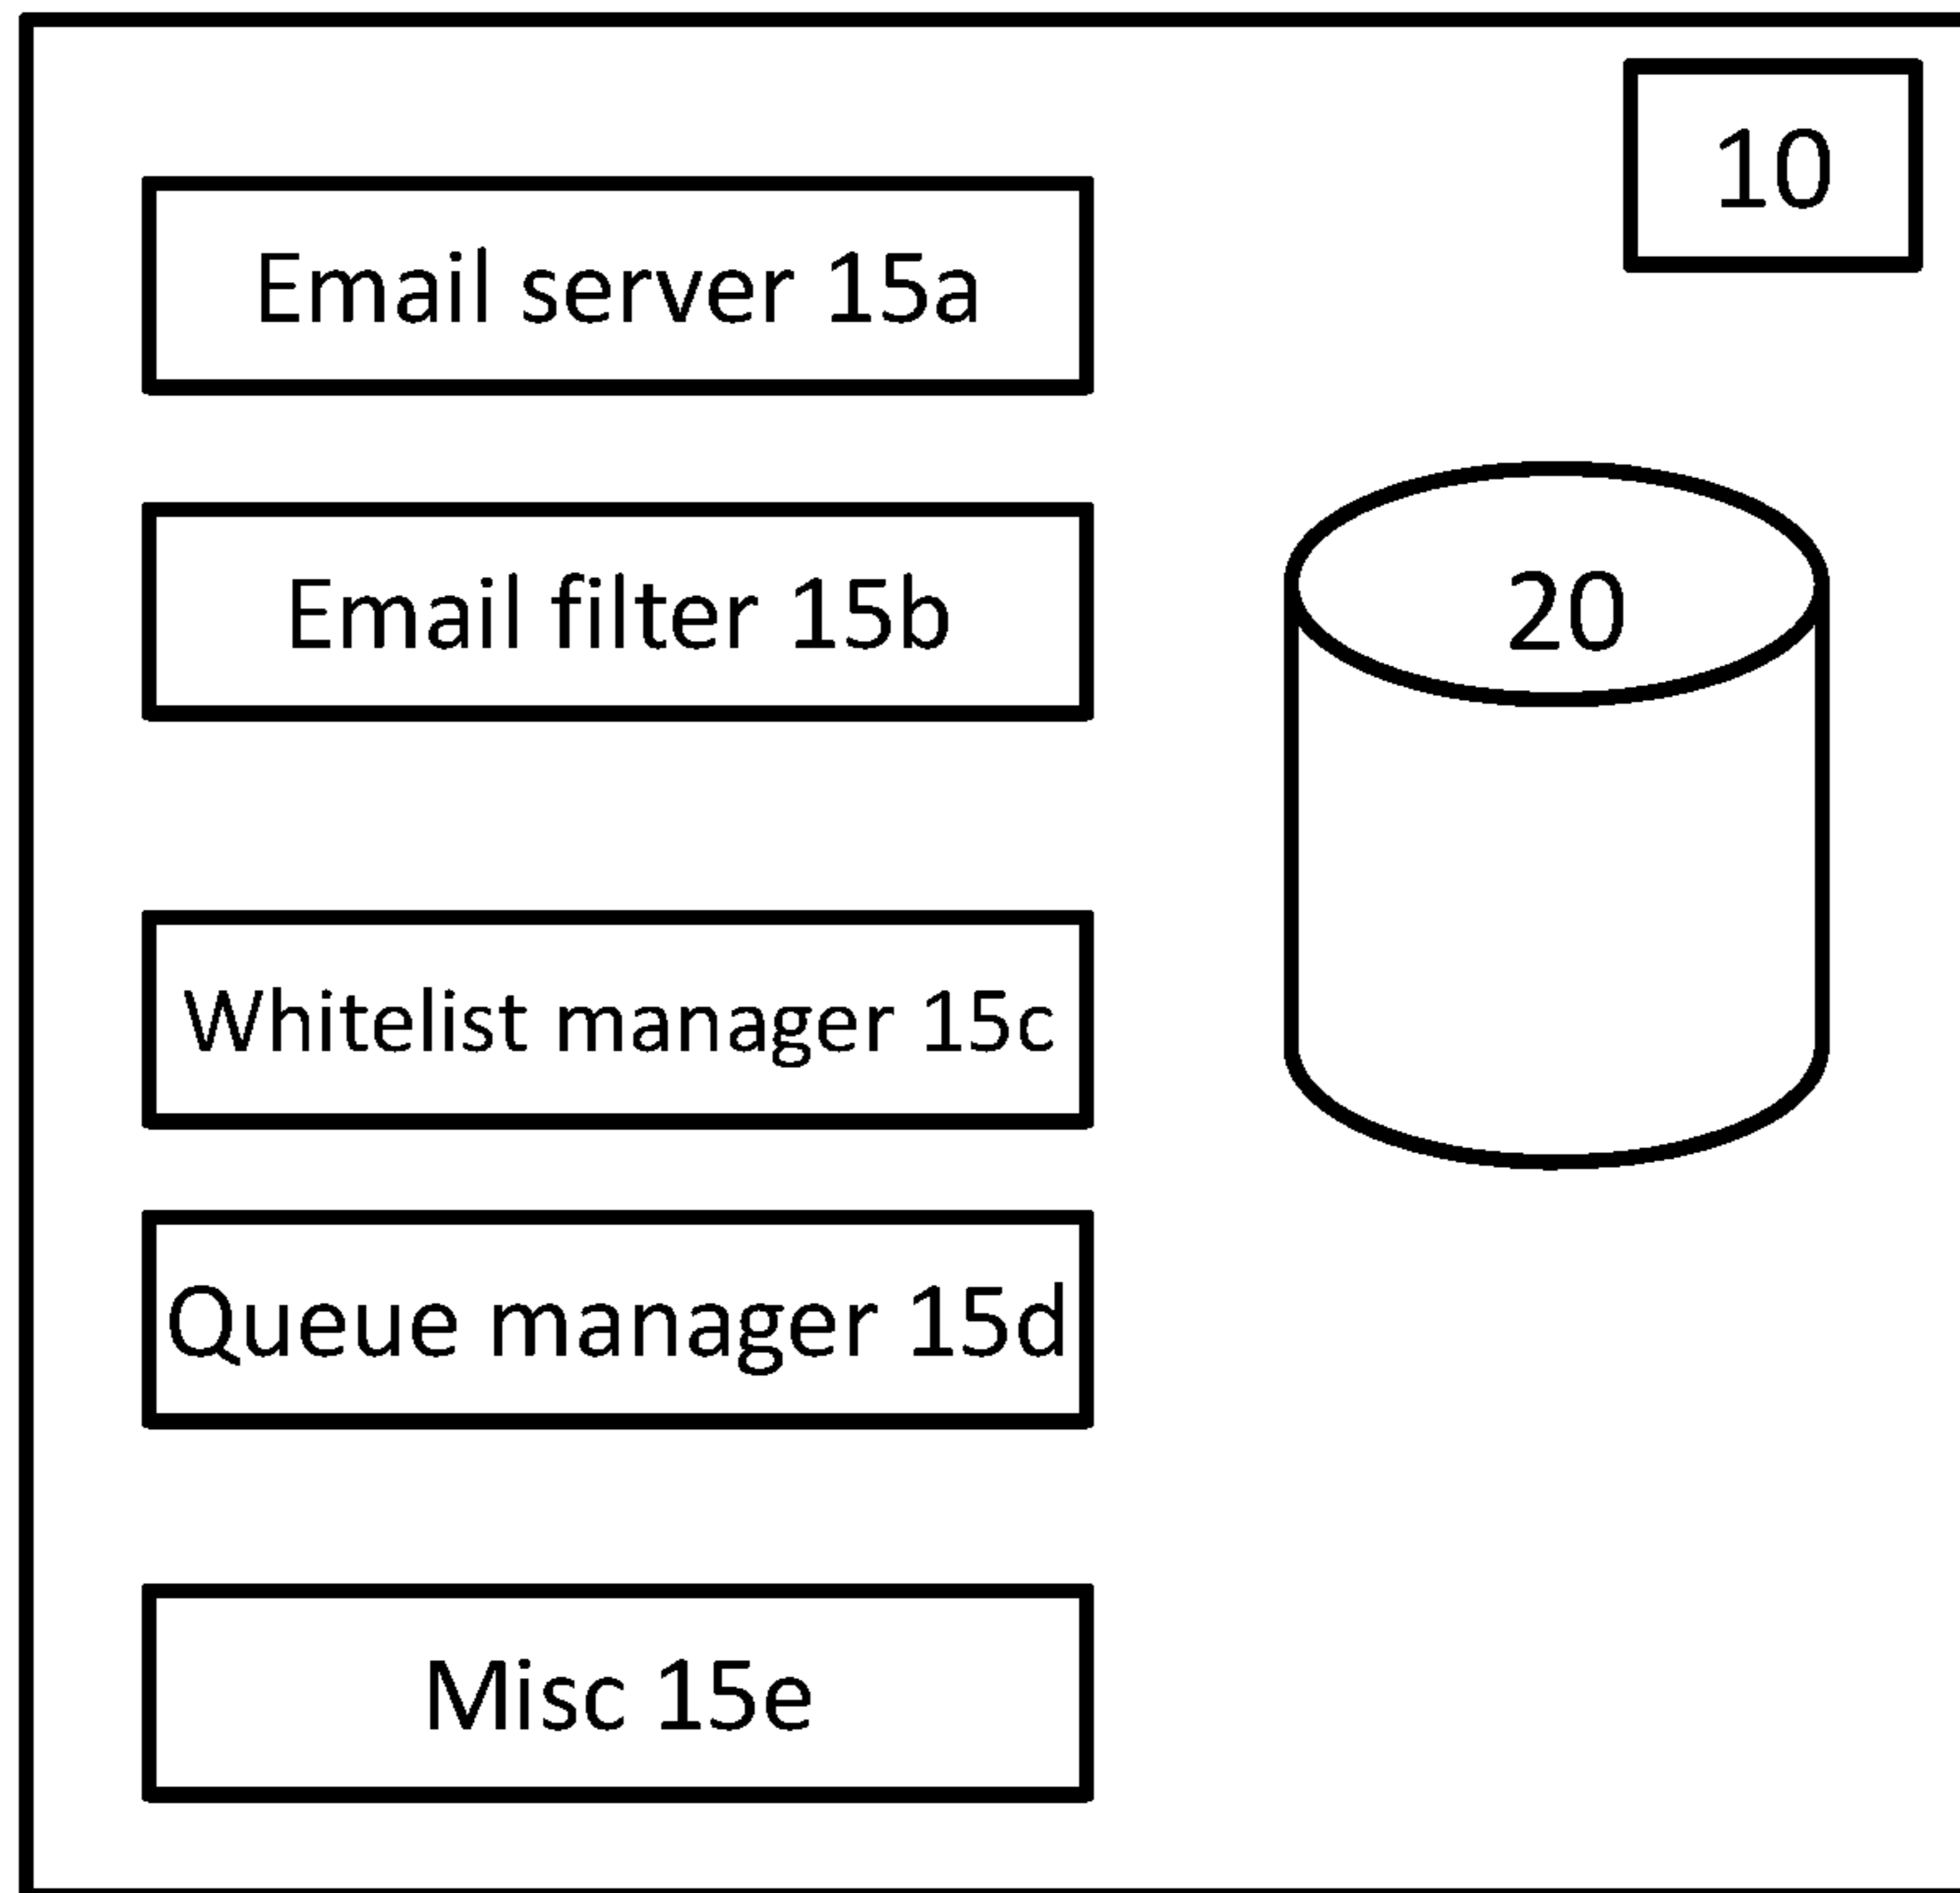 10
Email server 15a
Email filter 15b
20
Whitelist manager 15c
Queue manager 15d
Misc 15e